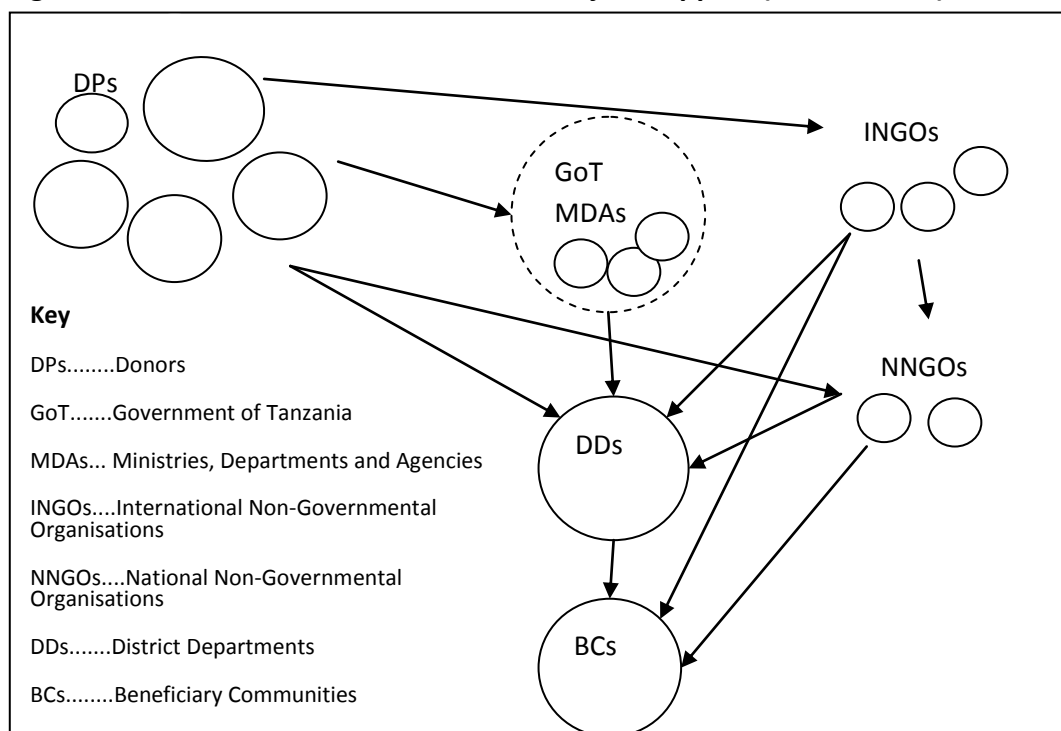 DPs
INGOs
GoT
MDAs
Key
NNGOs
DPs........Donors
GoT.......Government of Tanzania
DDs
MDAs... Ministries, Departments and Agencies
INGOs....International Non-Governmental
Organisations
NNGOs....National Non-Governmental
Organisations
DDs.......District Departments
BCs
BCs........Beneficiary Communities